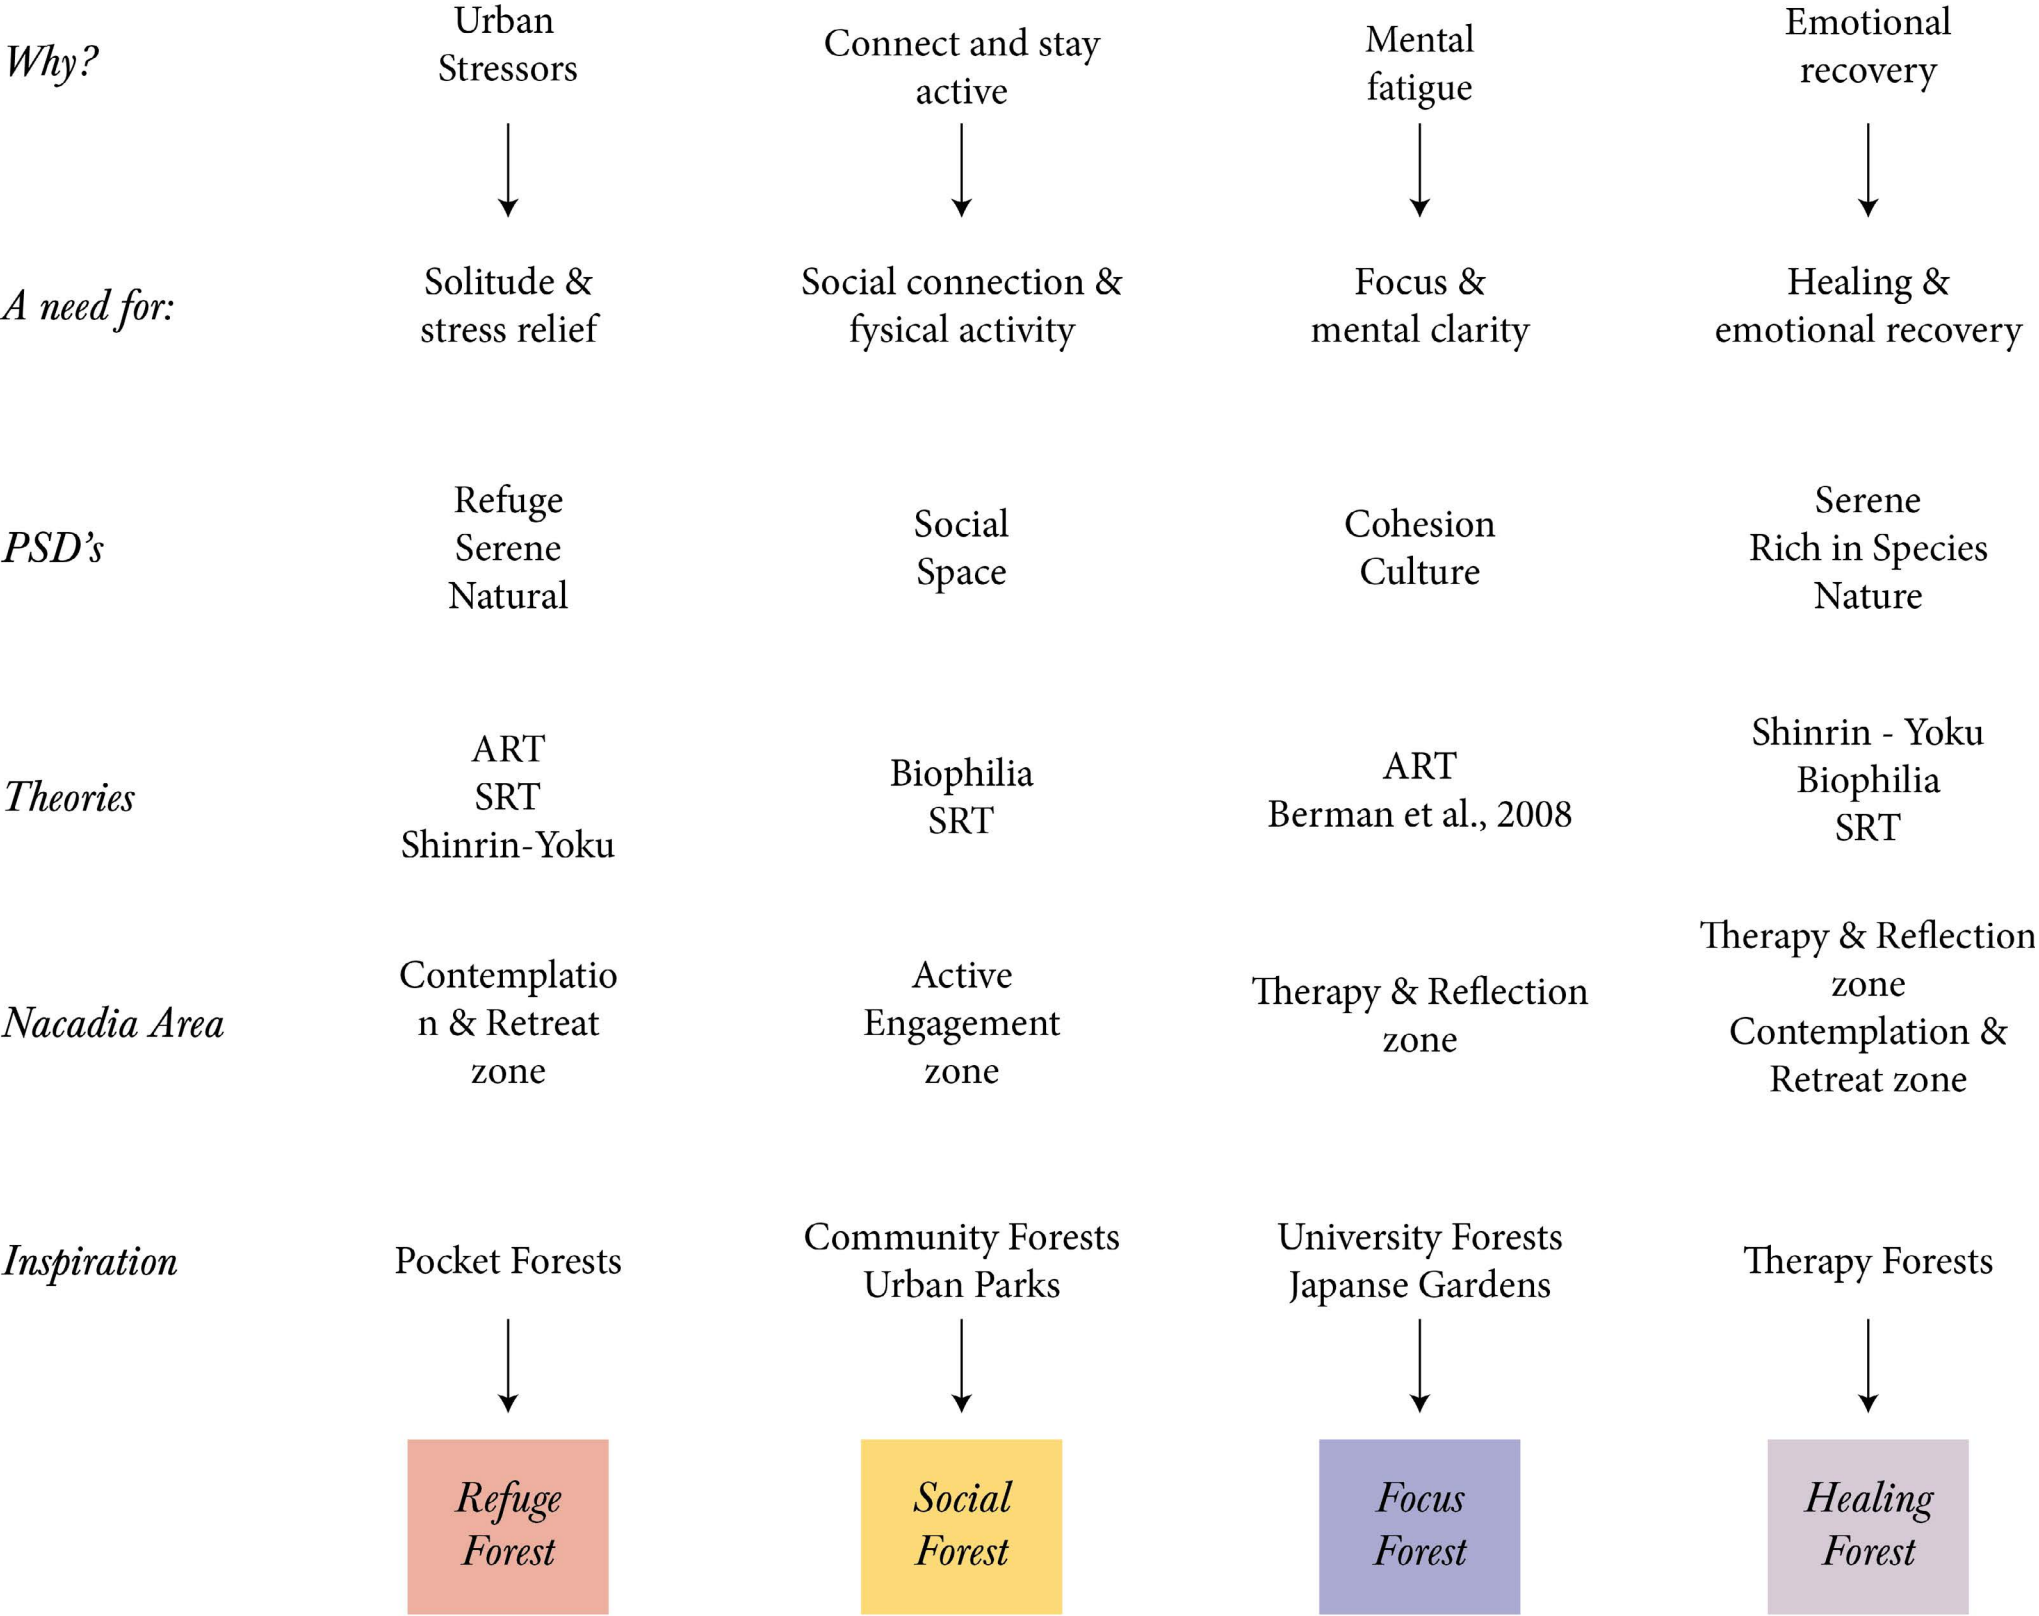 Why?
Urban
Stressors
Connect and stay
active
Mental
fatigue
Emotional
recovery
A need for:
Solitude &
stress relief
Social connection &
fysical activity
Focus &
mental clarity
Healing &
emotional recovery
PSD’s
Refuge
Serene
Natural
Social
Space
Cohesion
Culture
Serene
Rich in Species
Nature
Theories
ART
SRT
Shinrin-Yoku
Biophilia
SRT
ART
Berman et al., 2008
Shinrin - Yoku
Biophilia
SRT
Nacadia Area
Contemplatio
n & Retreat
zone
Active
Engagement
zone
Therapy & Reflection
zone
Therapy & Reflection
zone
Contemplation &
Retreat zone
Inspiration
Pocket Forests
Community Forests
Urban Parks
University Forests
Japanse Gardens
Therapy Forests
Refuge
Forest
Social
Forest
Focus
Forest
Healing
Forest